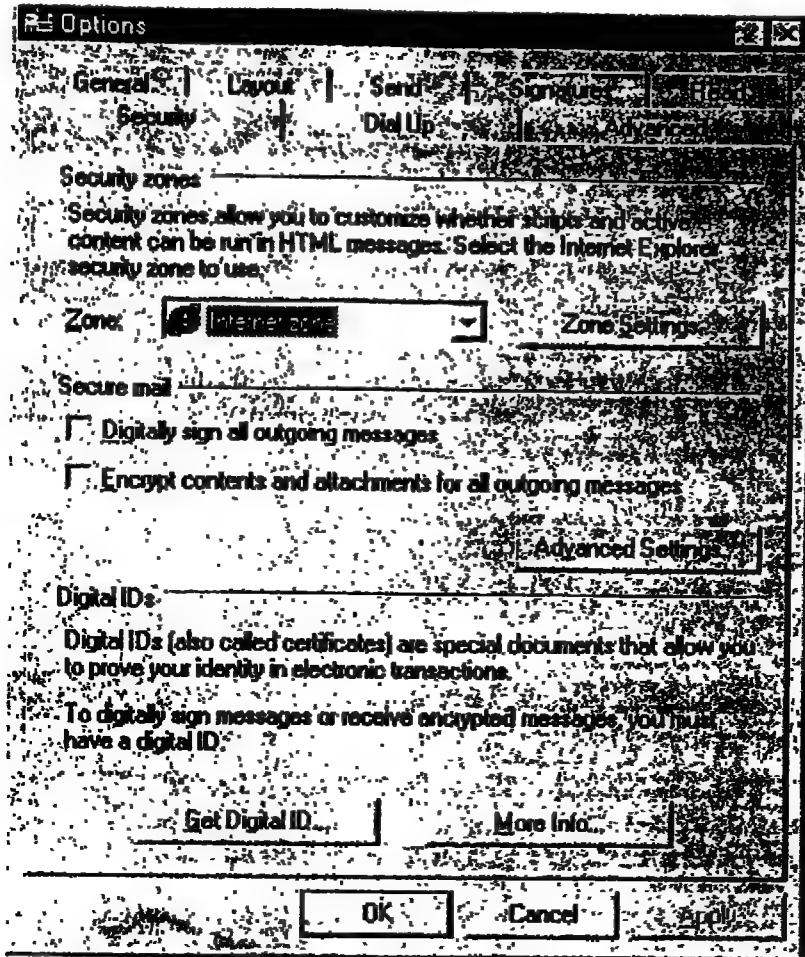 Options
General Layout Send Signatures Read
Security Dial Up Advanced
Security zones
Security zones allow you to customize whether scripts and active
content can be run in HTML messages. Select the Internet Explorer
security zone to use.
Zone: Internet zone Zone Settings...
Secure mail
Digitally sign all outgoing messages
Encrypt contents and attachments for all outgoing messages
Advanced Settings...
Digital IDs
Digital IDs (also called certificates) are special documents that allow you
to prove your identity in electronic transactions.
To digitally sign messages or receive encrypted messages, you must
have a digital ID.
Get Digital ID... More Info...
OK Cancel Apply